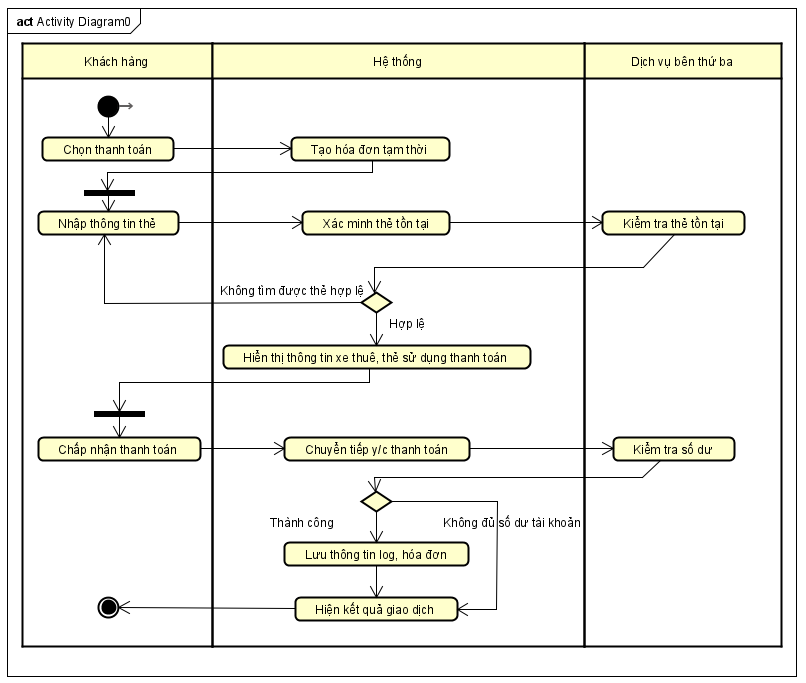 act Activity Diagram0
Khách hàng
Hệ thống
Dịch vụ bên thứ ba
Chọn thanh toán
Tạo hóa đơn tạm thời
Nhập thông tin thẻ
Xác minh thẻ tồn tại
Kiểm tra thẻ tồn tại
Không tìm được thẻ hợp lệ
Hợp lệ
Hiển thị thông tin xe thuê, thẻ sử dụng thanh toán
Chấp nhận thanh toán
Chuyển tiếp y/c thanh toán
Kiểm tra số dư
Thành công
Không đủ số dư tài khoản
Lưu thông tin log, hóa đơn
Hiện kết quả giao dịch